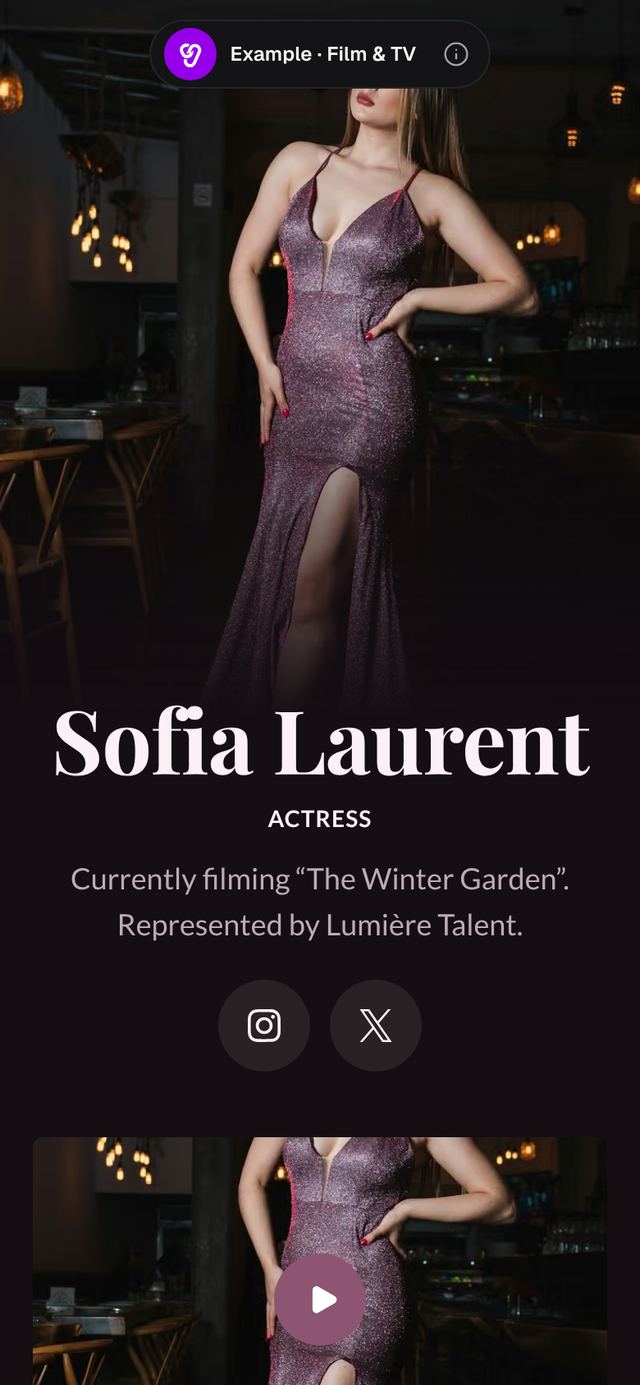 Example · Film & TV
Sofia Laurent
ACTRESS
Currently filming “The Winter Garden”.
Represented by Lumière Talent.